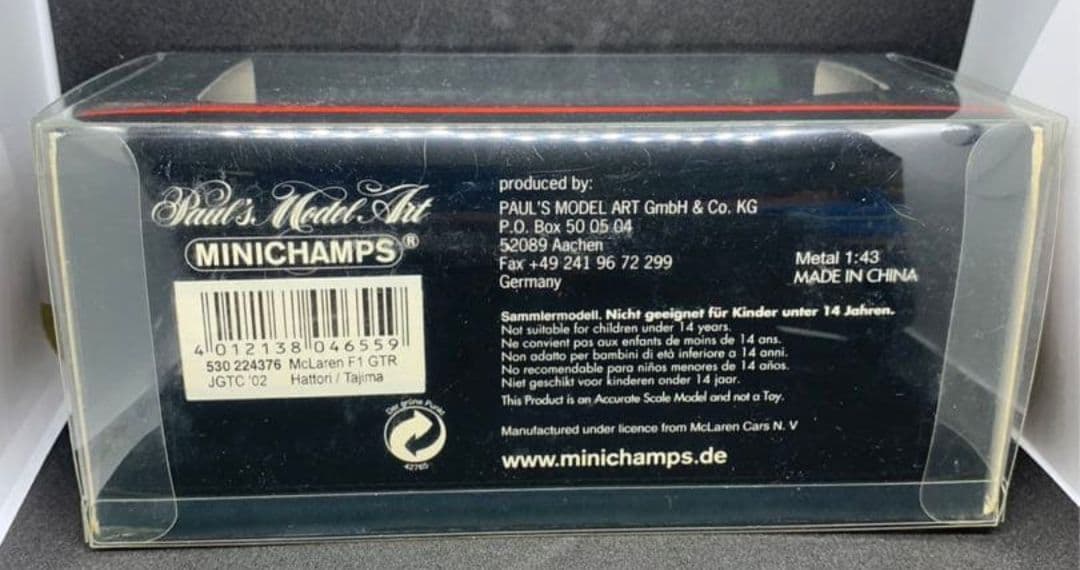 Paul's Model Art
MINICHAMPS®
4 012138 046559
530 224376 McLaren F1 GTR
JGTC '02 Hattori / Tajima
Der grüne Punkt
42785
produced by:
PAUL'S MODEL ART GmbH & Co. KG
P.O. Box 50 05 04
52089 Aachen
Fax +49 241 96 72 299
Germany
Metal 1:43
MADE IN CHINA
Sammlermodell. Nicht geeignet für Kinder unter 14 Jahren.
Not suitable for children under 14 years.
Ne convient pas aux enfants de moins de 14 ans.
Non adatto per bambini di età inferiore a 14 anni.
No recomendable para niños menores de 14 años.
Niet geschikt voor kinderen onder 14 jaar.
This Product is an Accurate Scale Model and not a Toy.
Manufactured under licence from McLaren Cars N. V
www.minichamps.de